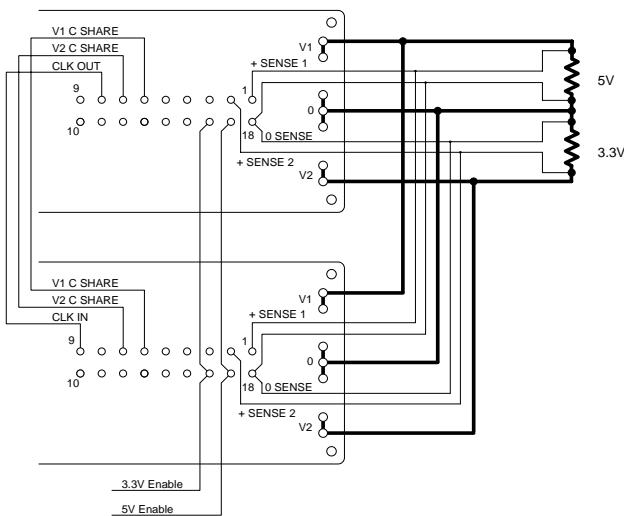 V1 C SHARE
V2 C SHARE
CLK OUT
V1
+ SENSE 1
9
1
5V
0
10
18
0 SENSE
3.3V
+ SENSE 2
V2
V1 C SHARE
V2 C SHARE
CLK IN
V1
+ SENSE 1
9
1
0
10
18
0 SENSE
+ SENSE 2
V2
3.3V Enable
5V Enable